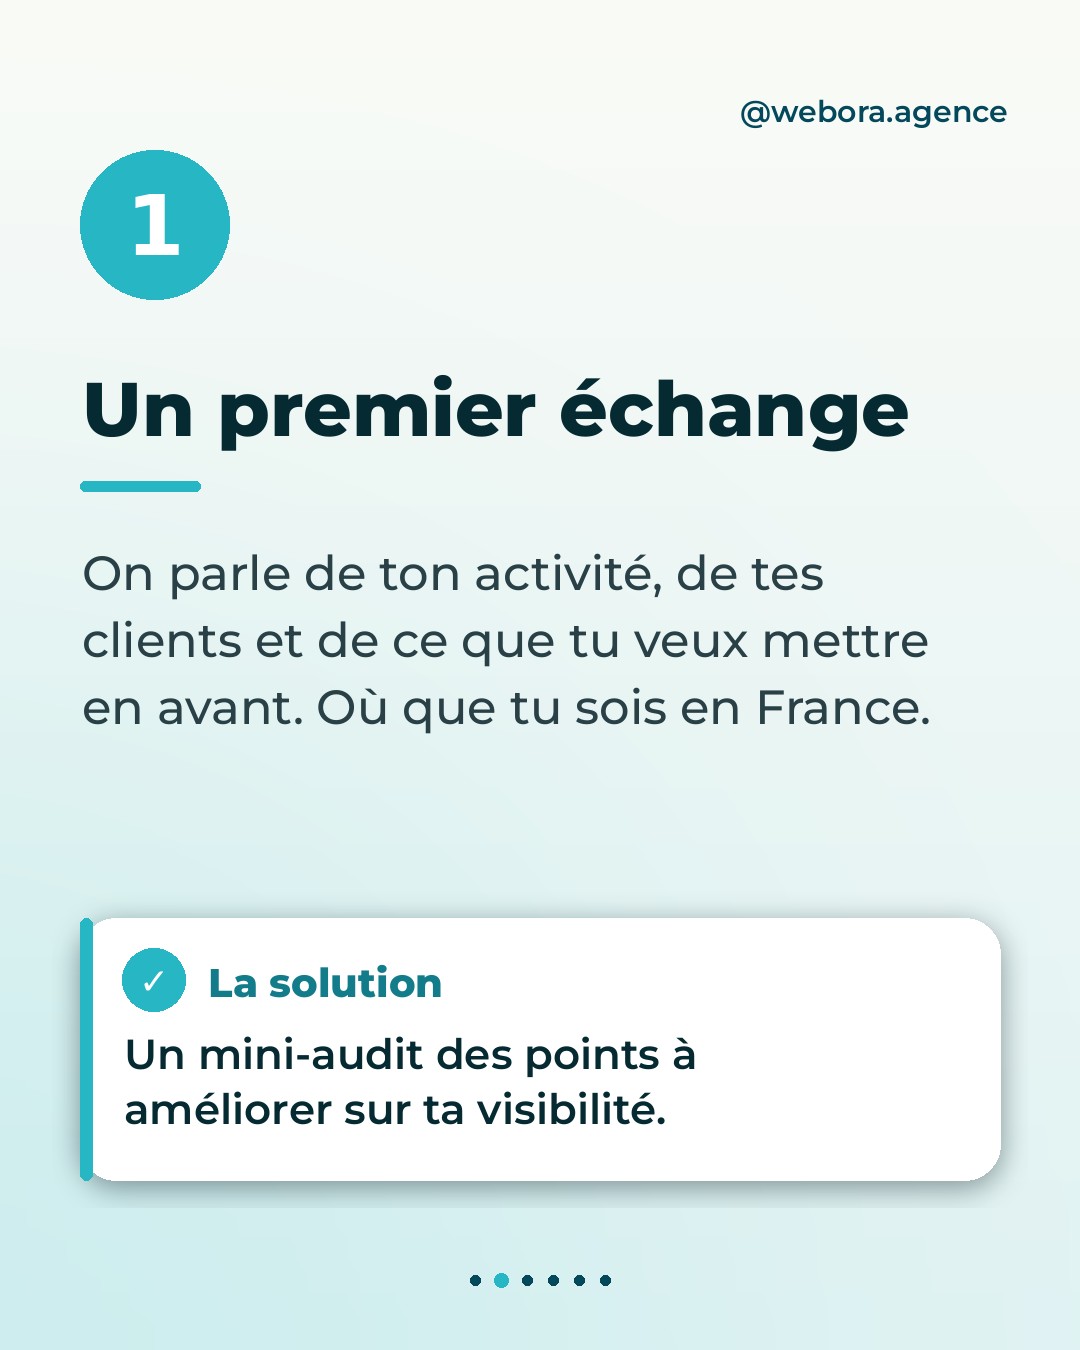 @webora.agence
1
Un premier échange
On parle de ton activité, de tes
clients et de ce que tu veux mettre
en avant. Où que tu sois en France.
✓ La solution
Un mini-audit des points à
améliorer sur ta visibilité.